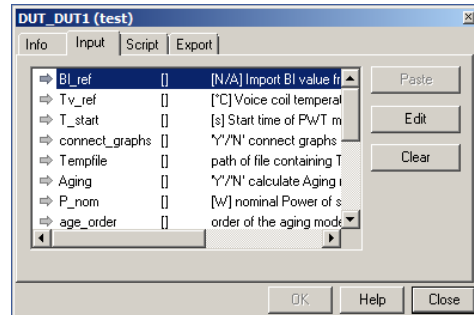 DUT_DUT1 (test)
Info Input Script Export
Bl_ref [] [N/A] Import Bl value fr
Tv_ref [] [°C] Voice coil tempera
T_start [] [s] Start time of PWT m
connect_graphs [] 'Y'/'N' connect graphs
Tempfile [] path of file containing T
Aging [] 'Y'/'N' calculate Aging
P_nom [] [W] nominal Power of s
age_order [] order of the aging mode
Paste
Edit
Clear
OK Help Close